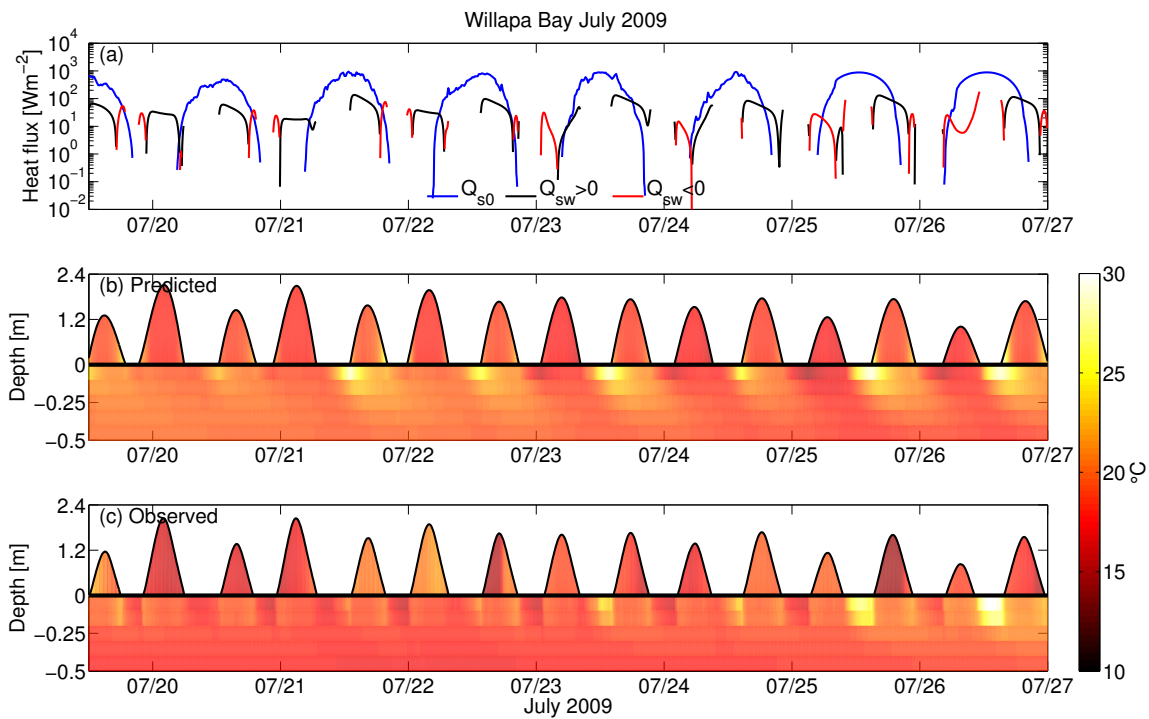 Willapa Bay July 2009
(a)
Heat flux [Wm−2]
10^4
10^3
10^2
10^1
10^0
10^−1
10^−2
Q_s0 Q_sw>0 Q_sw<0
07/20 07/21 07/22 07/23 07/24 07/25 07/26 07/27
(b) Predicted
Depth [m]
2.4
1.2
0
−0.25
−0.5
07/20 07/21 07/22 07/23 07/24 07/25 07/26 07/27
(c) Observed
Depth [m]
2.4
1.2
0
−0.25
−0.5
07/20 07/21 07/22 07/23 07/24 07/25 07/26 07/27
July 2009
30
25
20
15
10
°C